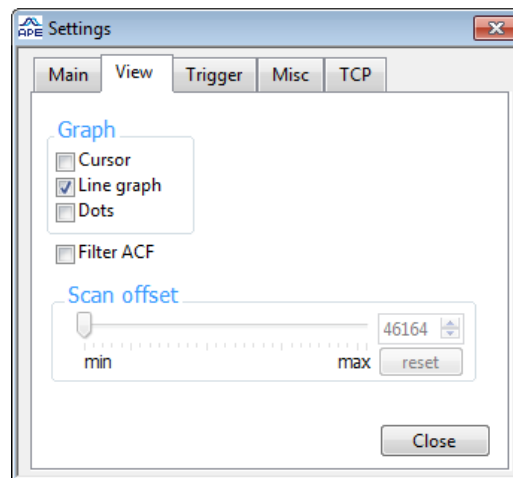 APE Settings
Main View Trigger Misc TCP
Graph
Cursor
Line graph
Dots
Filter ACF
Scan offset
46164
min max reset
Close